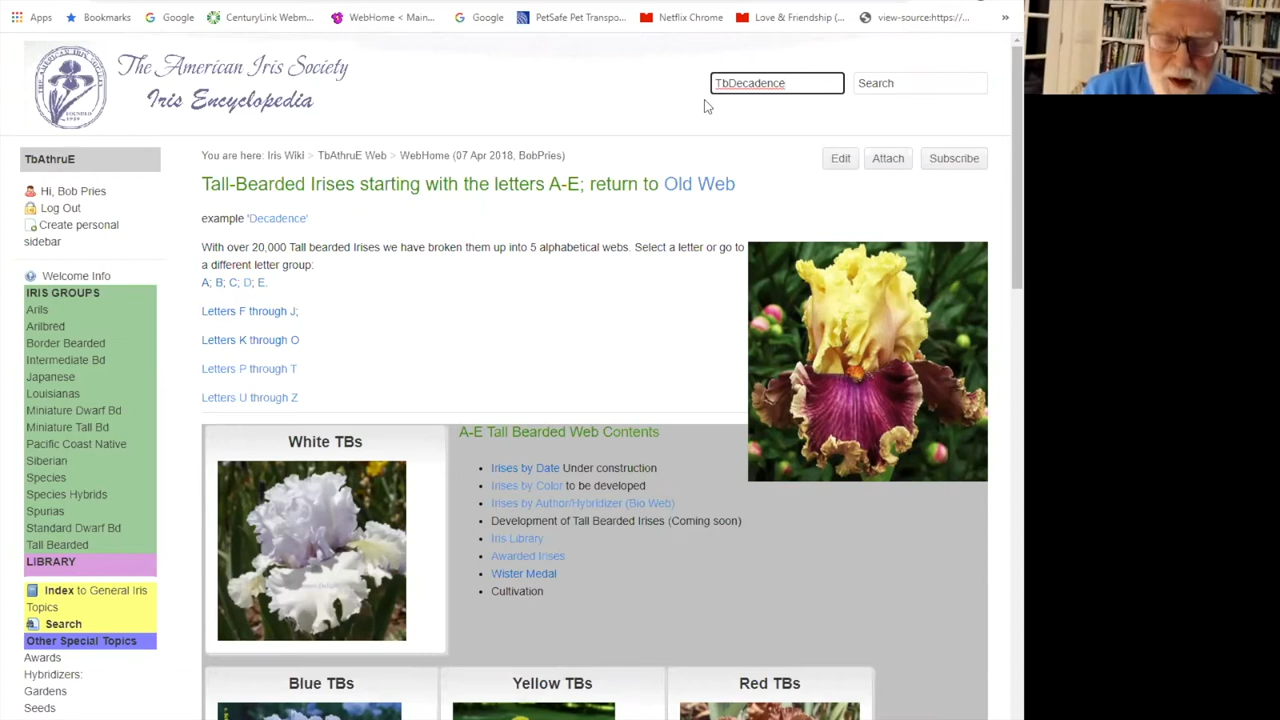 Apps
Bookmarks
Google
CenturyLink Webm...
WebHome < Main...
Google
PetSafe Pet Transpo...
Netflix Chrome
Love & Friendship (...
view-source:https://...
»
The American Iris Society
Iris Encyclopedia
TbDecadence
Search
TbAthruE
Hi, Bob Pries
Log Out
Create personal
sidebar
Welcome Info
IRIS GROUPS
Arils
Arilbred
Border Bearded
Intermediate Bd
Japanese
Louisianas
Miniature Dwarf Bd
Miniature Tall Bd
Pacific Coast Native
Siberian
Species
Species Hybrids
Spurias
Standard Dwarf Bd
Tall Bearded
LIBRARY
Index to General Iris
Topics
Search
Other Special Topics
Awards
Hybridizers:
Gardens
Seeds
You are here: Iris Wiki > TbAthruE Web > WebHome (07 Apr 2018, BobPries)
Edit
Attach
Subscribe
Tall-Bearded Irises starting with the letters A-E; return to Old Web
example 'Decadence'
With over 20,000 Tall bearded Irises we have broken them up into 5 alphabetical webs. Select a letter or go to
a different letter group:
A; B; C; D; E.
Letters F through J;
Letters K through O
Letters P through T
Letters U through Z
White TBs
A-E Tall Bearded Web Contents
Irises by Date Under construction
Irises by Color to be developed
Irises by Author/Hybridizer (Bio Web)
Development of Tall Bearded Irises (Coming soon)
Iris Library
Awarded Irises
Wister Medal
Cultivation
Blue TBs
Yellow TBs
Red TBs